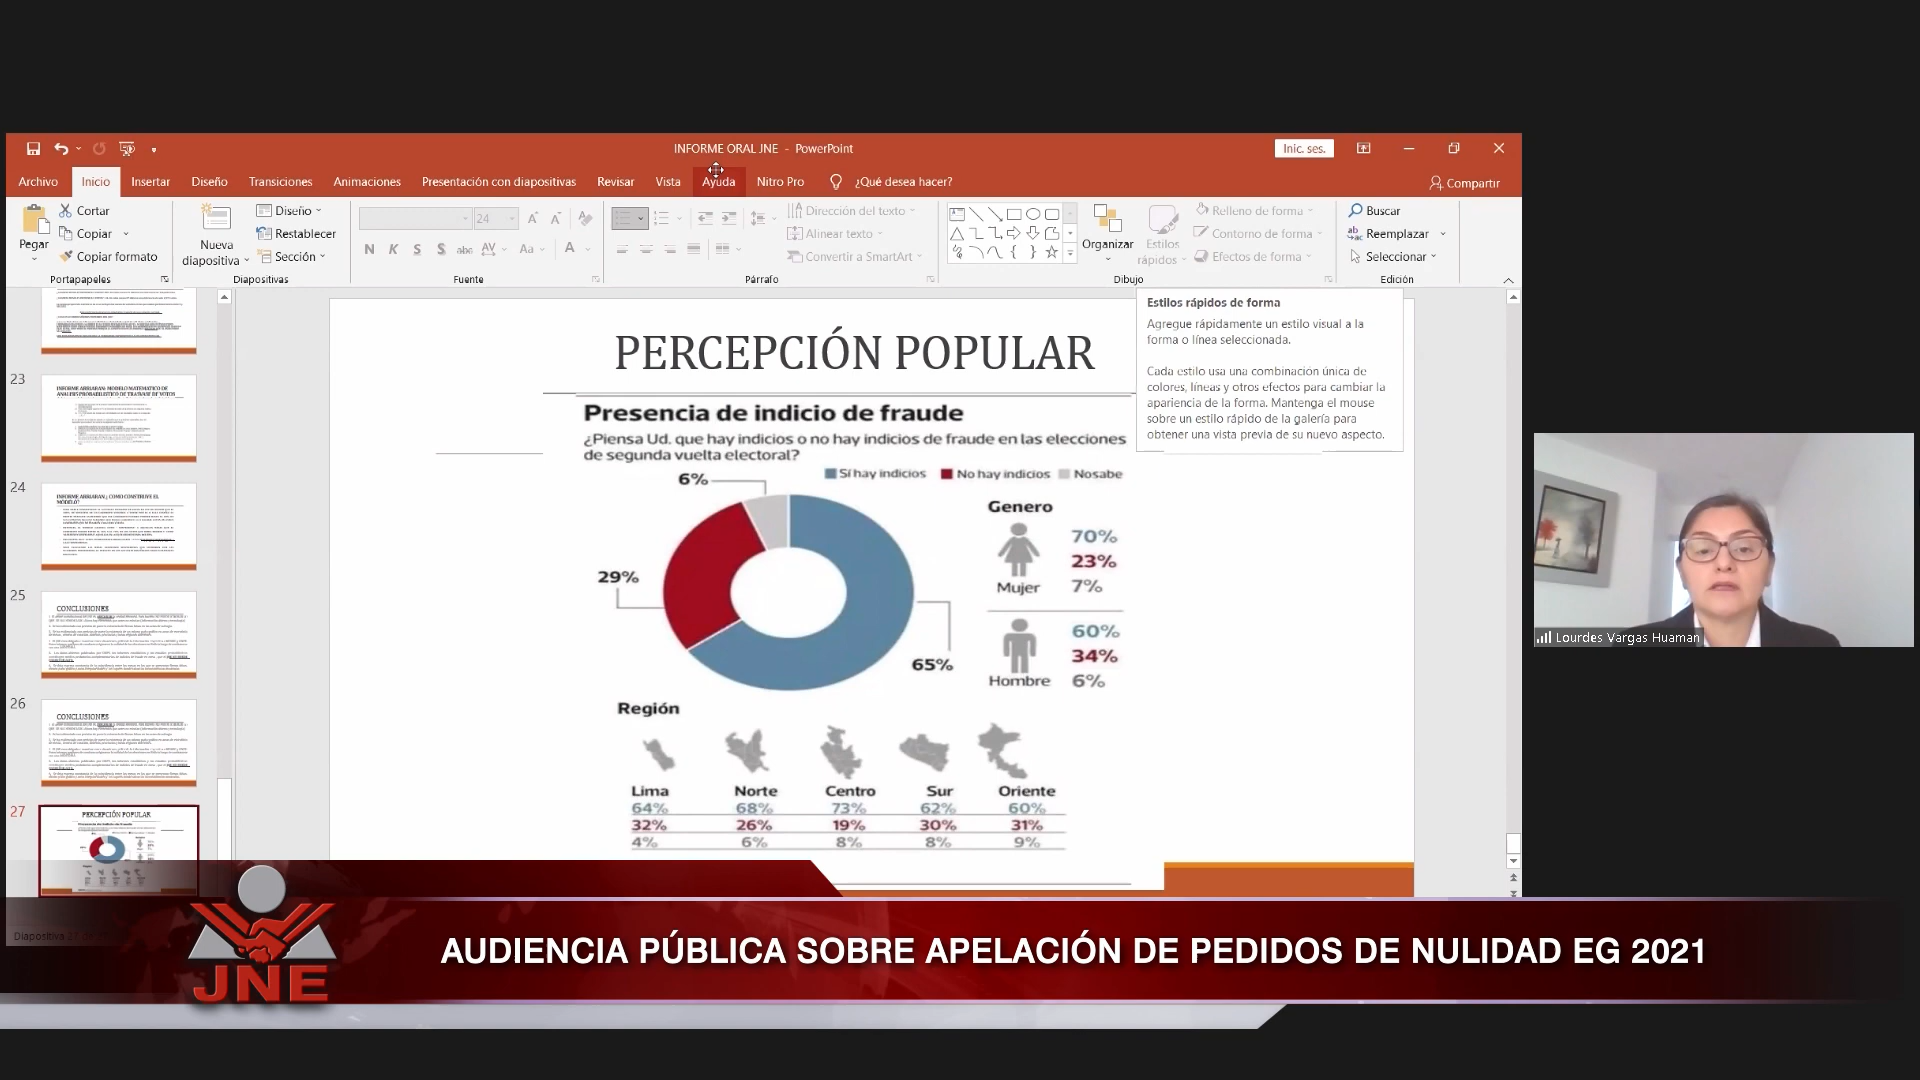 INFORME ORAL JNE - PowerPoint
Inic. ses.
Archivo
Inicio
Insertar
Diseño
Transiciones
Animaciones
Presentación con diapositivas
Revisar
Vista
Ayuda
Nitro Pro
¿Qué desea hacer?
Compartir
Pegar
Cortar
Copiar
Copiar formato
Portapapeles
Nueva
diapositiva
Diseño
Restablecer
Sección
Diapositivas
24
N K S S abc AV Aa A
Fuente
Dirección del texto
Alinear texto
Convertir a SmartArt
Párrafo
Organizar
Estilos
rápidos
Relleno de forma
Contorno de forma
Efectos de forma
Dibujo
Buscar
Reemplazar
Seleccionar
Edición
Estilos rápidos de forma
Agregue rápidamente un estilo visual a la
forma o línea seleccionada.
Cada estilo usa una combinación única de
colores, líneas y otros efectos para cambiar la
apariencia de la forma. Mantenga el mouse
sobre un estilo rápido de la galería para
obtener una vista previa de su nuevo aspecto.
23
24
25
CONCLUSIONES
26
CONCLUSIONES
27
PERCEPCIÓN POPULAR
PERCEPCIÓN POPULAR
Presencia de indicio de fraude
¿Piensa Ud. que hay indicios o no hay indicios de fraude en las elecciones
de segunda vuelta electoral?
Sí hay indicios No hay indicios Nosabe
6%
29%
65%
Genero
70%
23%
Mujer 7%
60%
34%
Hombre 6%
Región
Lima Norte Centro Sur Oriente
64% 68% 73% 62% 60%
32% 26% 19% 30% 31%
4% 6% 8% 8% 9%
Lourdes Vargas Huaman
JNE
AUDIENCIA PÚBLICA SOBRE APELACIÓN DE PEDIDOS DE NULIDAD EG 2021